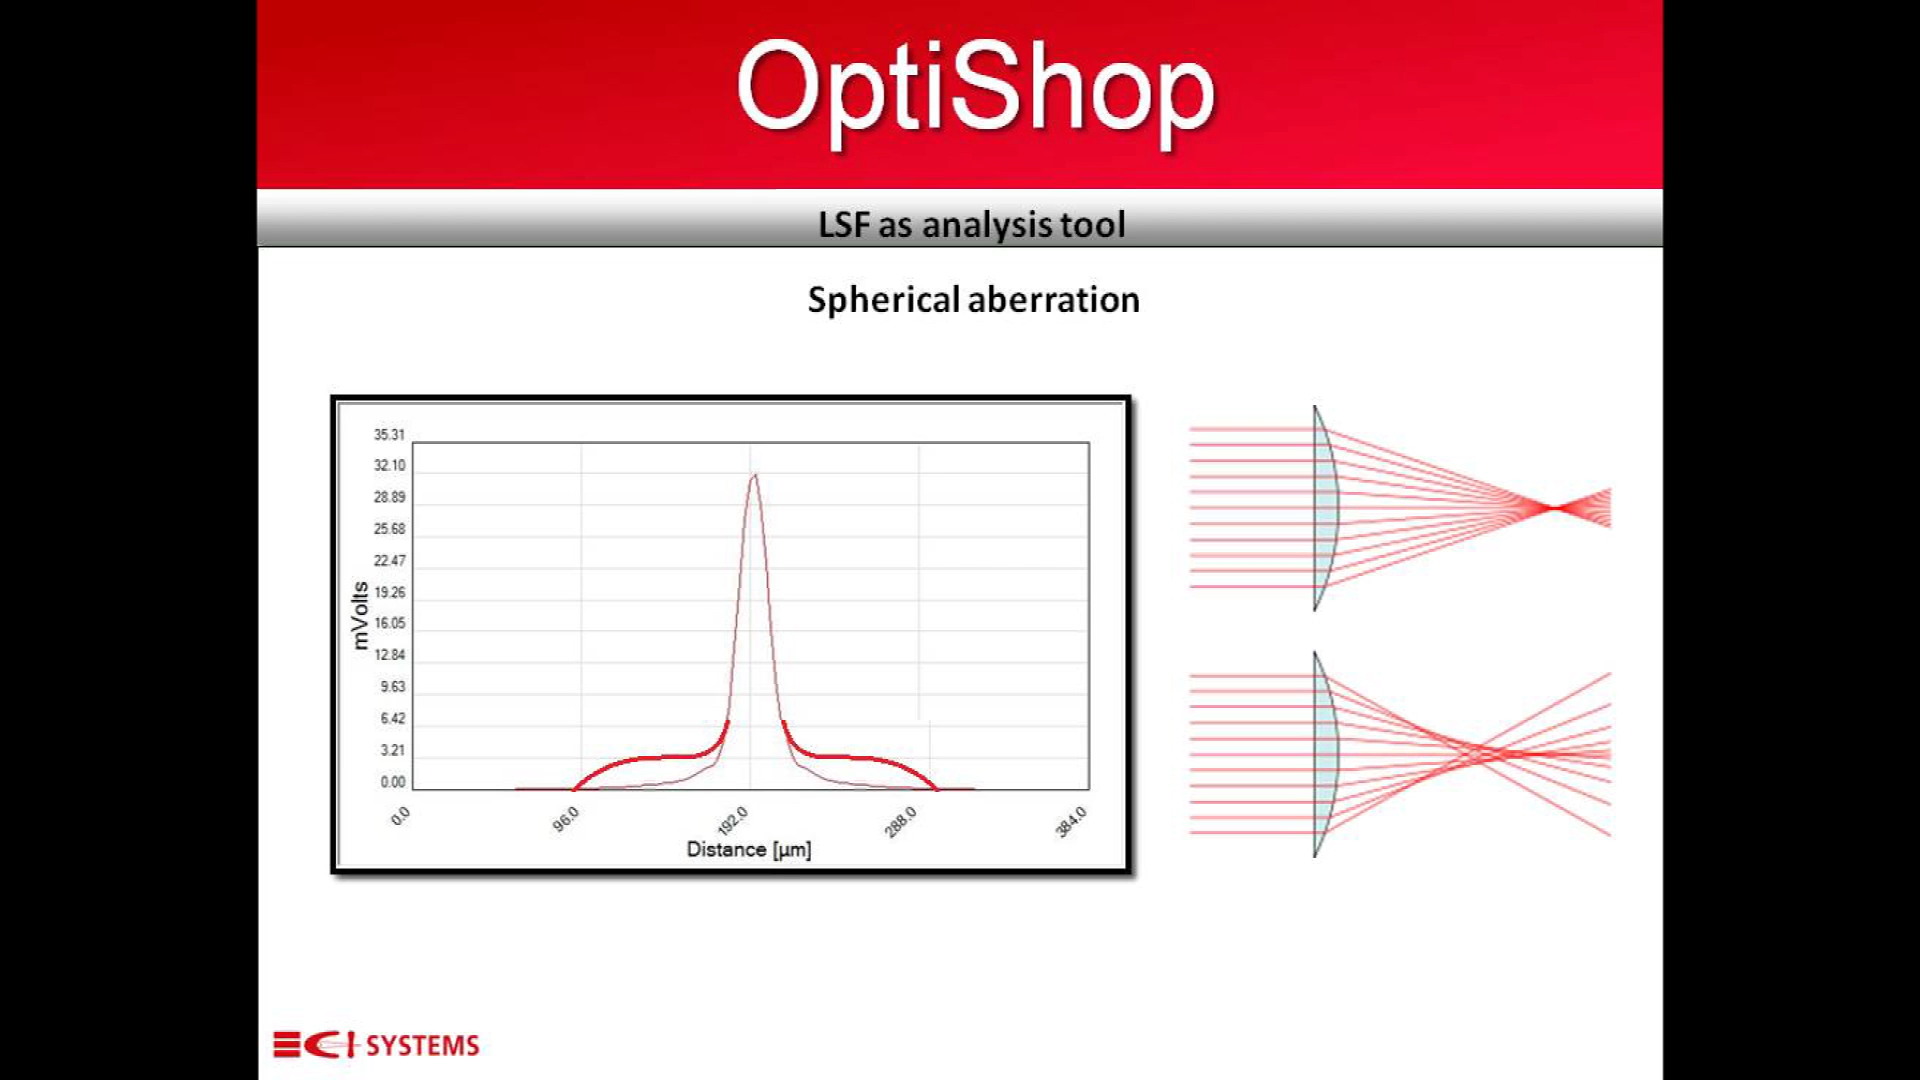 OptiShop
LSF as analysis tool
Spherical aberration
35.31
32.10
28.89
25.68
22.47
19.26
16.05
12.84
9.63
6.42
3.21
0.00
mVolts
0.0
96.0
192.0
288.0
384.0
Distance [µm]
ECI SYSTEMS